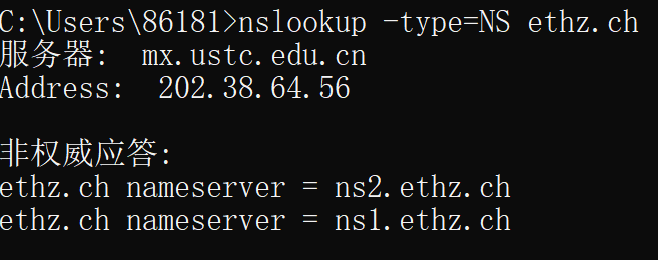 C:\Users\86181>nslookup -type=NS ethz.ch
服务器:  mx.ustc.edu.cn
Address:  202.38.64.56

非权威应答:
ethz.ch nameserver = ns2.ethz.ch
ethz.ch nameserver = ns1.ethz.ch